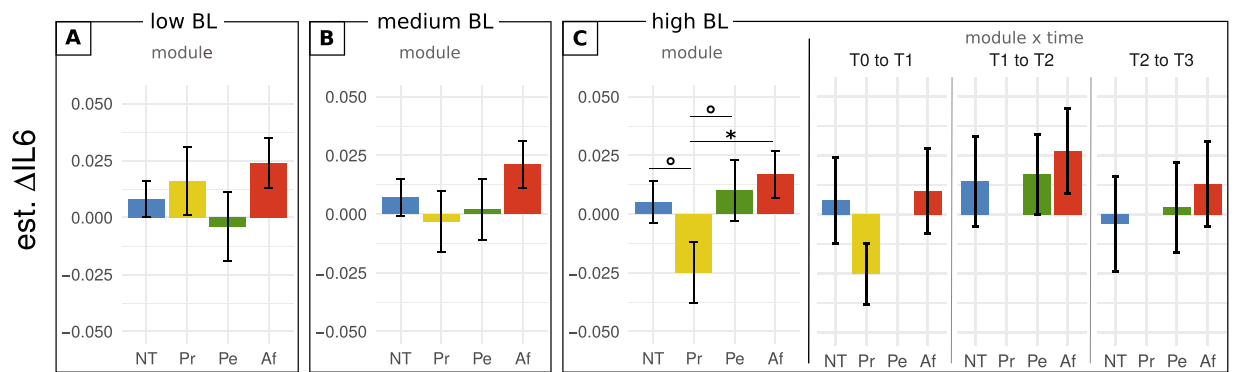 low BL
medium BL
high BL
A
B
C
module
module
module
module x time
T0 to T1
T1 to T2
T2 to T3
est. ΔIL6
0.050
0.025
0.000
−0.025
−0.050
0.050
0.025
0.000
−0.025
−0.050
0.050
0.025
0.000
−0.025
−0.050
*
NT Pr Pe Af
NT Pr Pe Af
NT Pr Pe Af
NT Pr Pe Af
NT Pr Pe Af
NT Pr Pe Af